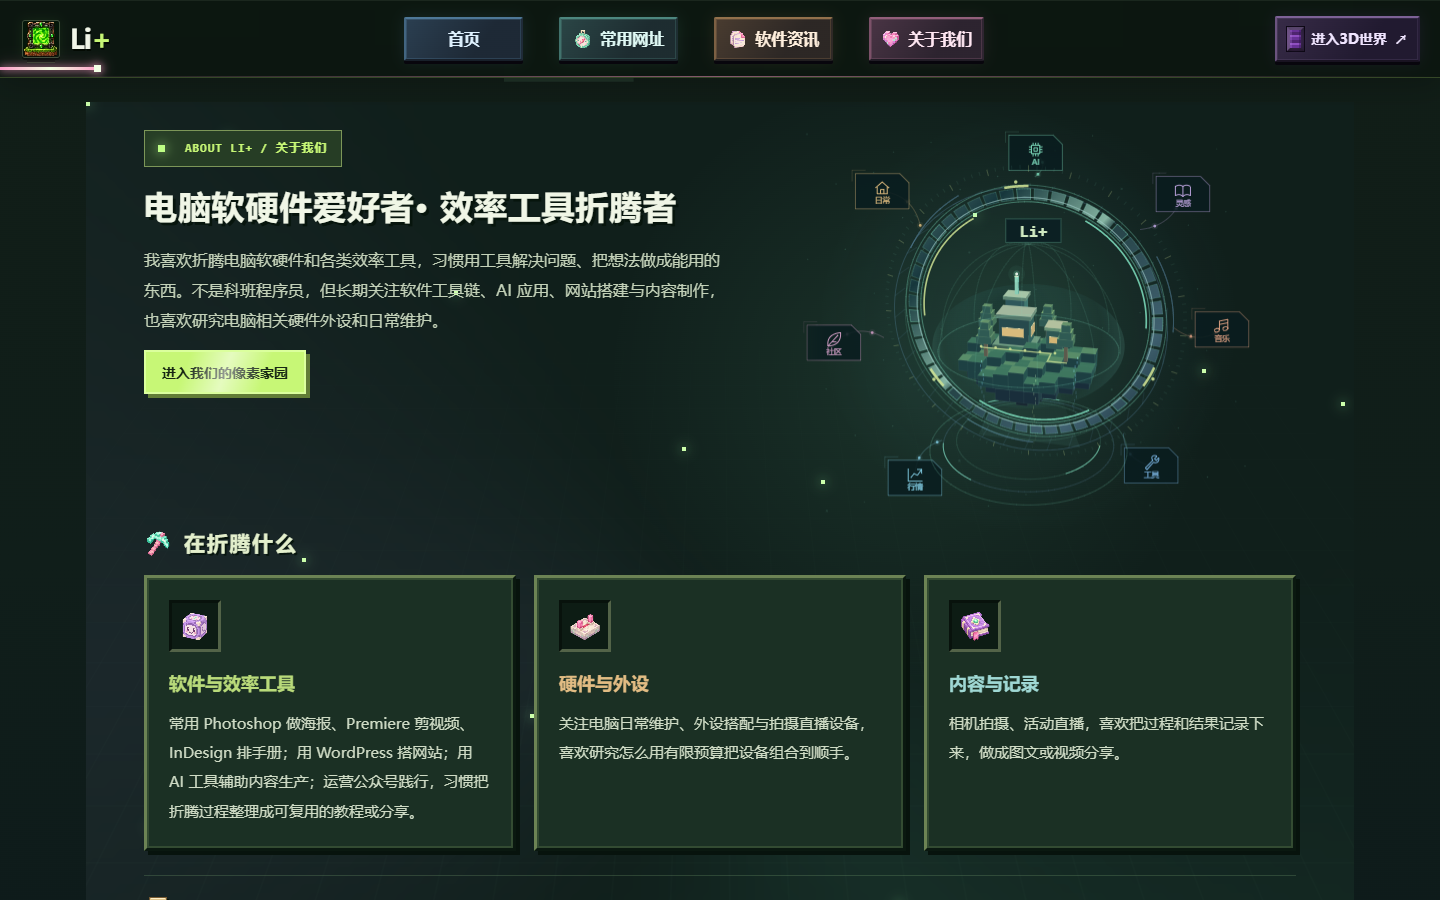 Li+
首页
常用网址
软件资讯
关于我们
进入3D世界 ↗
ABOUT LI+ / 关于我们
电脑软硬件爱好者• 效率工具折腾者
我喜欢折腾电脑软硬件和各类效率工具，习惯用工具解决问题、把想法做成能用的
东西。不是科班程序员，但长期关注软件工具链、AI 应用、网站搭建与内容制作，
也喜欢研究电脑相关硬件外设和日常维护。
进入我们的像素家园
AI
日常
灵感
Li+
社区
音乐
行情
工具
在折腾什么
软件与效率工具
常用 Photoshop 做海报、Premiere 剪视频、
InDesign 排手册；用 WordPress 搭网站；用
AI 工具辅助内容生产；运营公众号践行，习惯把
折腾过程整理成可复用的教程或分享。
硬件与外设
关注电脑日常维护、外设搭配与拍摄直播设备，
喜欢研究怎么用有限预算把设备组合到顺手。
内容与记录
相机拍摄、活动直播，喜欢把过程和结果记录下
来，做成图文或视频分享。